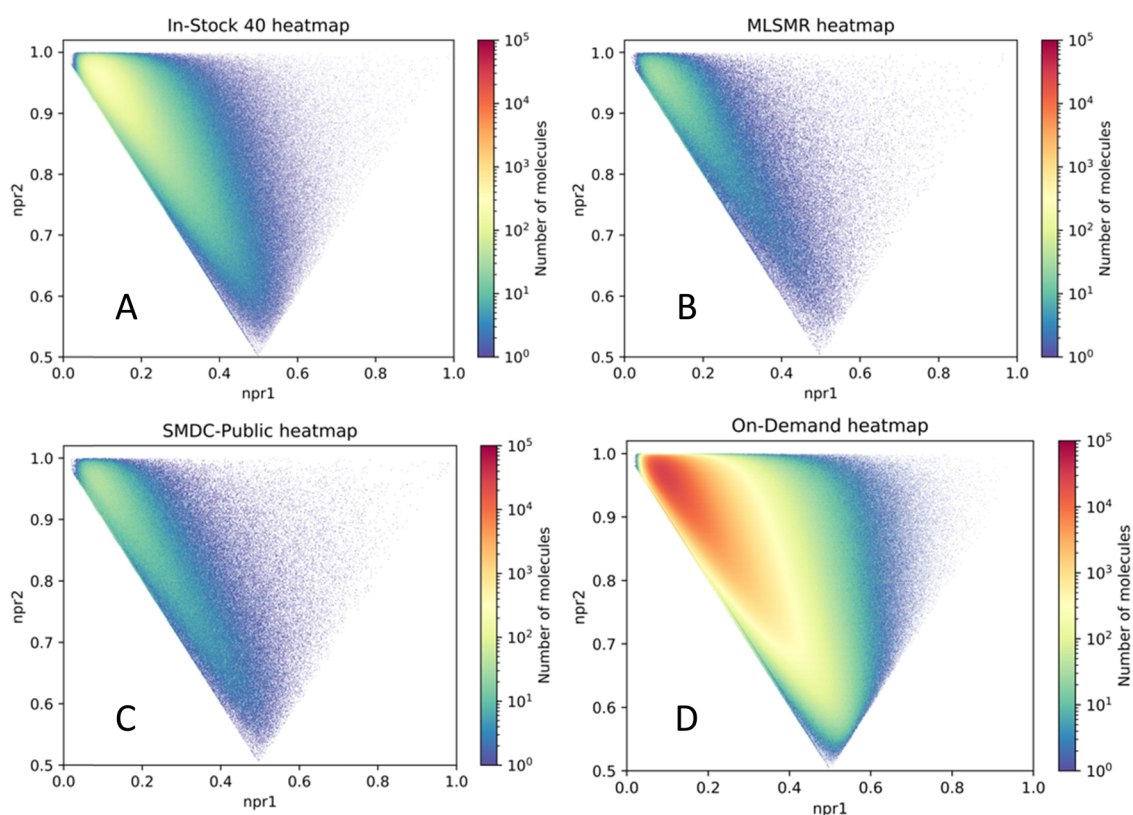 In-Stock 40 heatmap
1.0
0.9
0.8
0.7
0.6
0.5
npr2
A
0.0 0.2 0.4 0.6 0.8 1.0
npr1
10^5
10^4
10^3
10^2
10^1
10^0
Number of molecules
MLSMR heatmap
1.0
0.9
0.8
0.7
0.6
0.5
npr2
B
0.0 0.2 0.4 0.6 0.8 1.0
npr1
10^5
10^4
10^3
10^2
10^1
10^0
Number of molecules
SMDC-Public heatmap
1.0
0.9
0.8
0.7
0.6
0.5
npr2
C
0.0 0.2 0.4 0.6 0.8 1.0
npr1
10^5
10^4
10^3
10^2
10^1
10^0
Number of molecules
On-Demand heatmap
1.0
0.9
0.8
0.7
0.6
0.5
npr2
D
0.0 0.2 0.4 0.6 0.8 1.0
npr1
10^5
10^4
10^3
10^2
10^1
10^0
Number of molecules